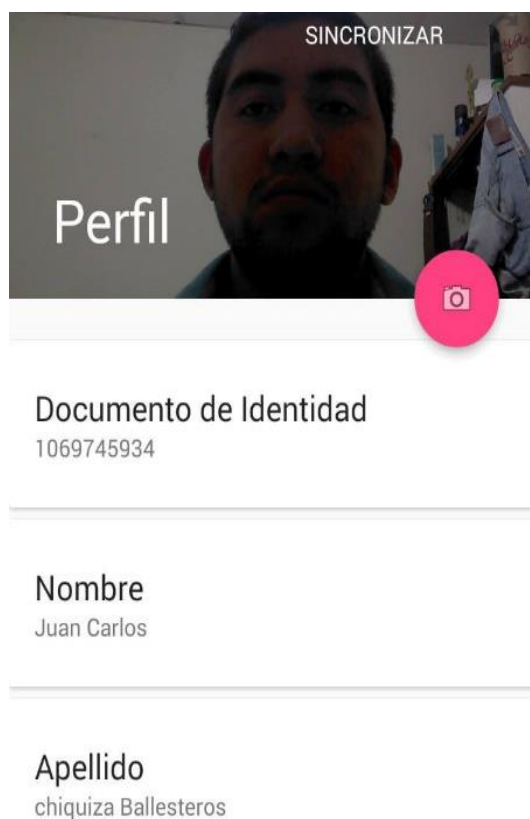 SINCRONIZAR
Perfil
Documento de Identidad
1069745934
Nombre
Juan Carlos
Apellido
chiquiza Ballesteros